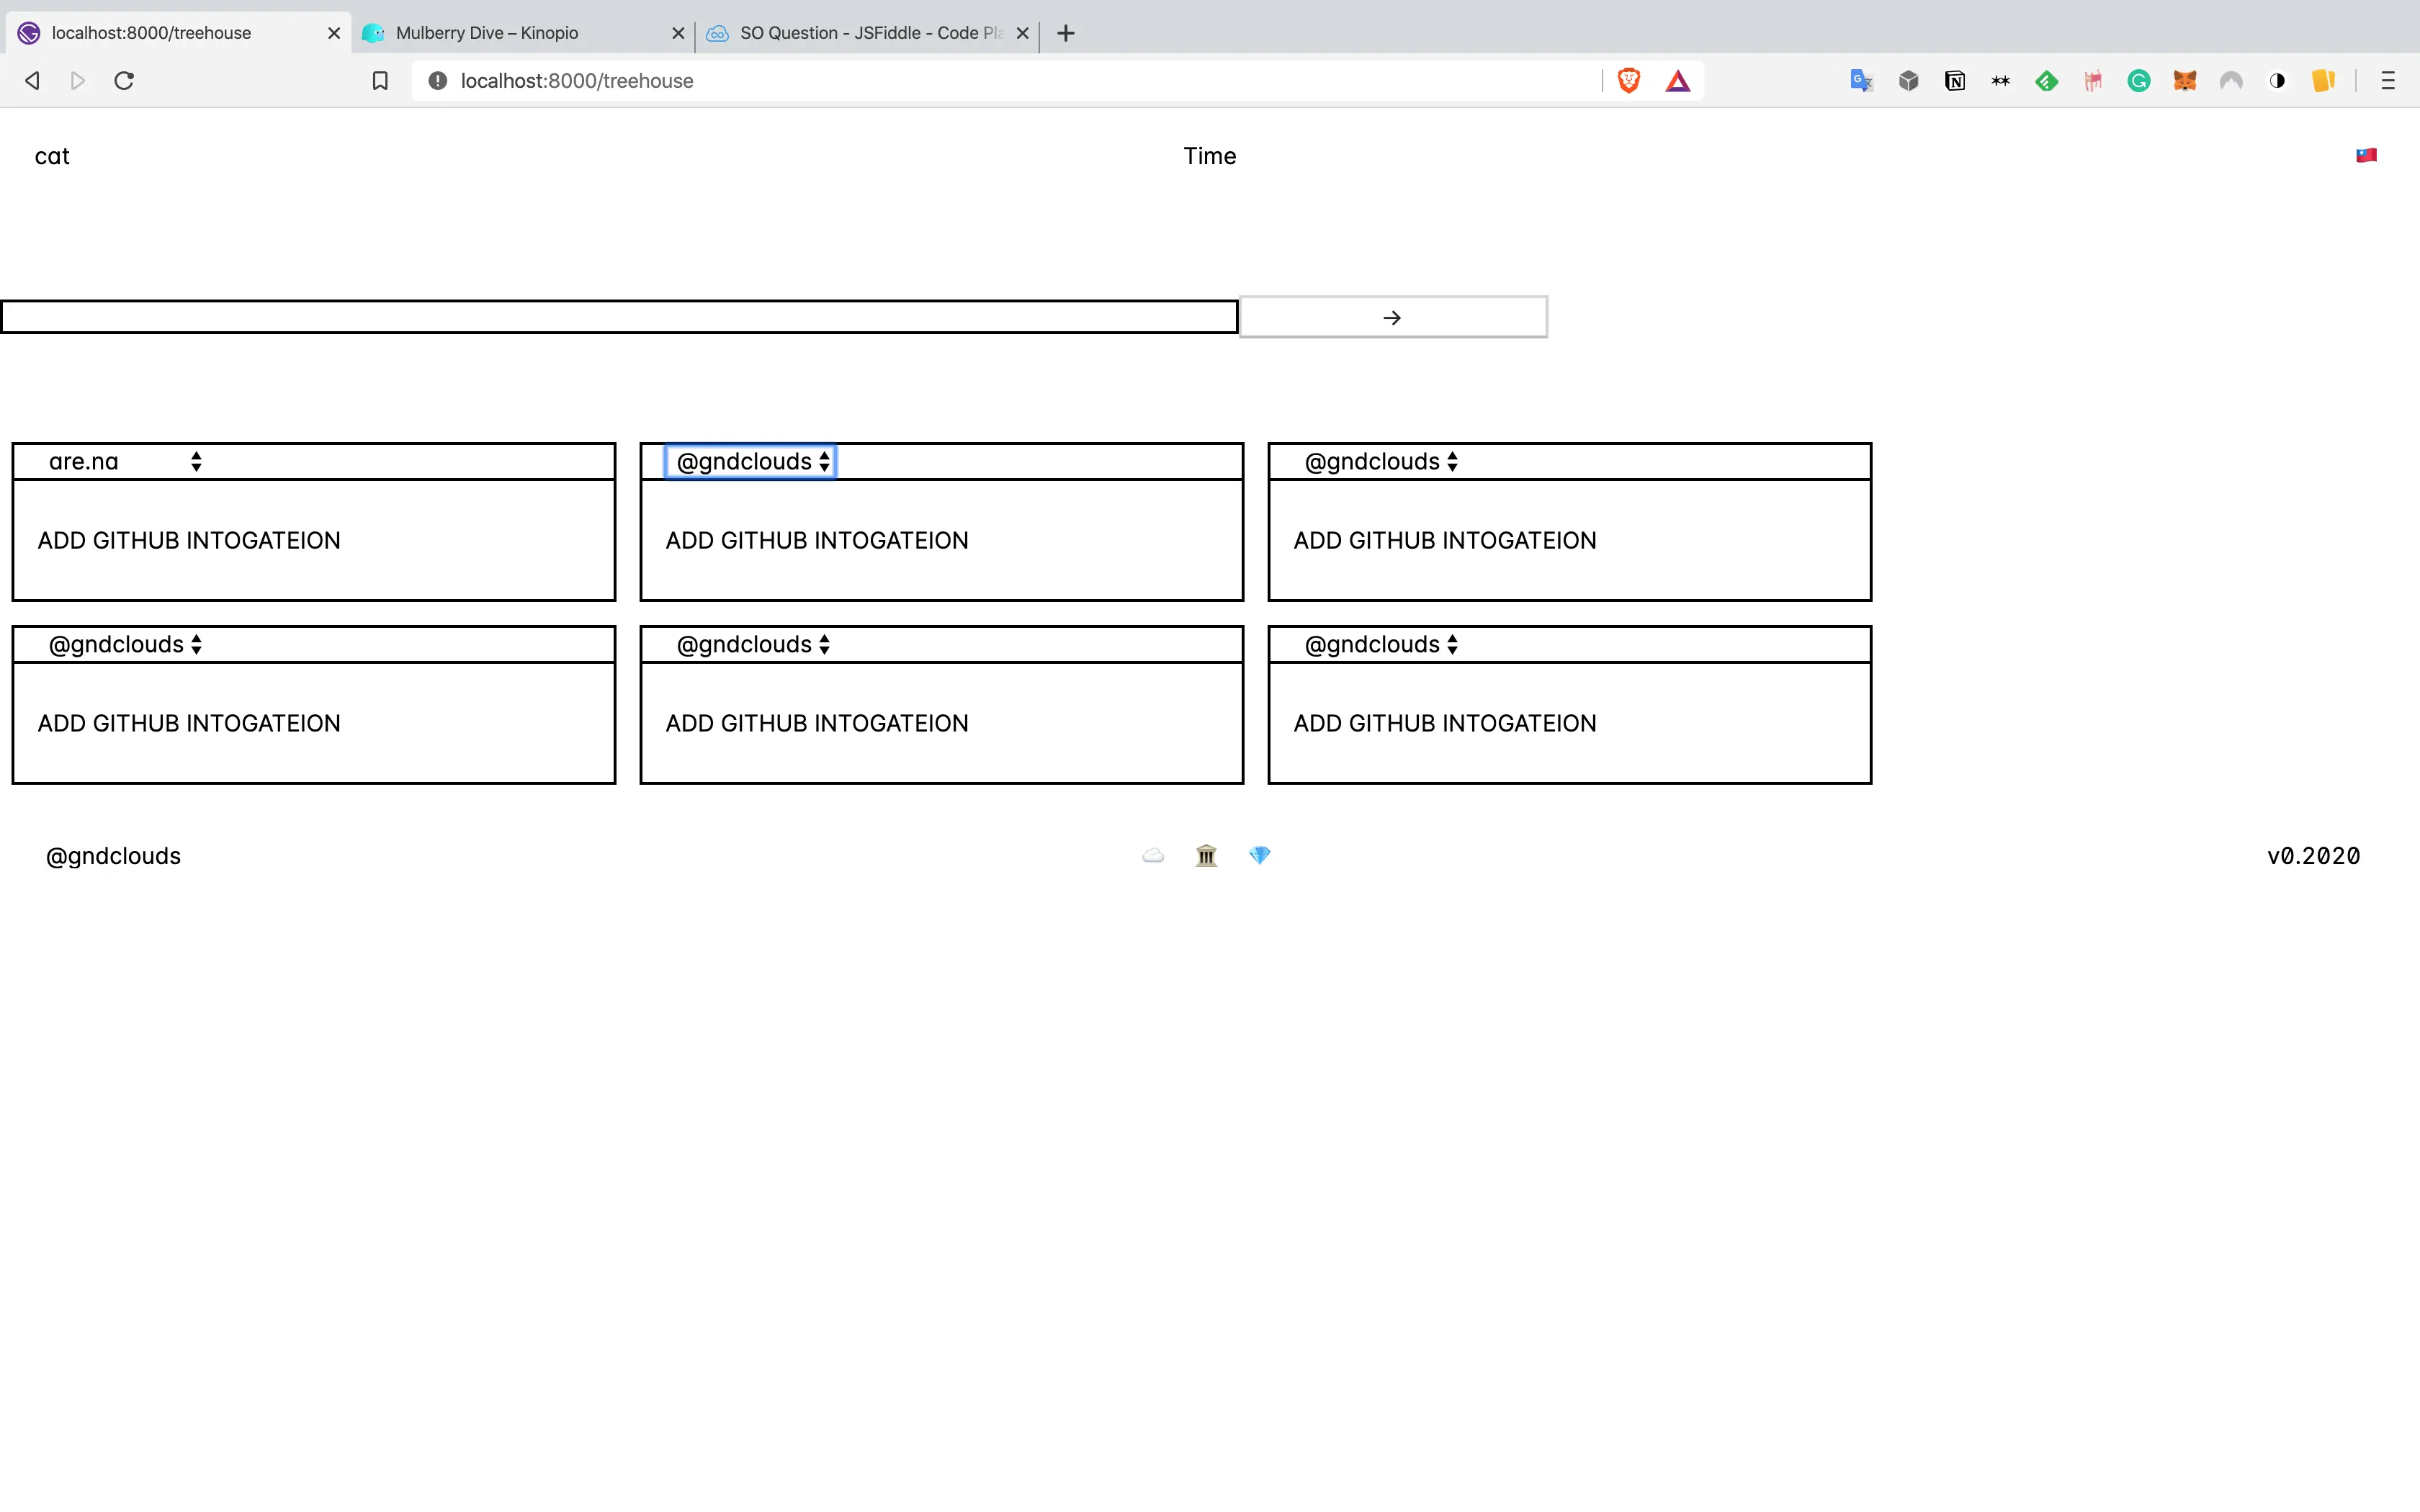 localhost:8000/treehouse
Mulberry Dive – Kinopio
SO Question - JSFiddle - Code Pla
localhost:8000/treehouse
cat
Time
→
are.na
@gndclouds
@gndclouds
ADD GITHUB INTOGATEION
ADD GITHUB INTOGATEION
ADD GITHUB INTOGATEION
@gndclouds
@gndclouds
@gndclouds
ADD GITHUB INTOGATEION
ADD GITHUB INTOGATEION
ADD GITHUB INTOGATEION
@gndclouds
v0.2020